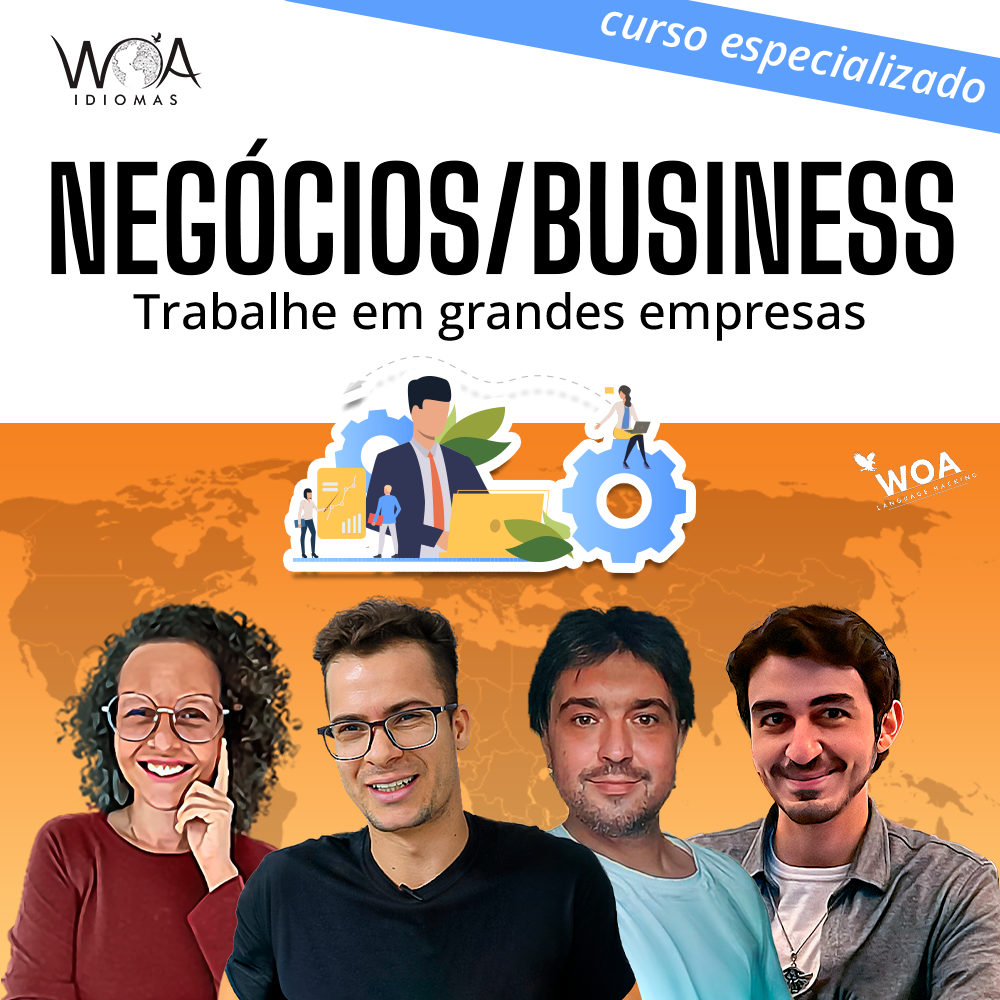 WOA
IDIOMAS
curso especializado
NEGÓCIOS/BUSINESS
Trabalhe em grandes empresas
WOA
LANGUAGE HACKING